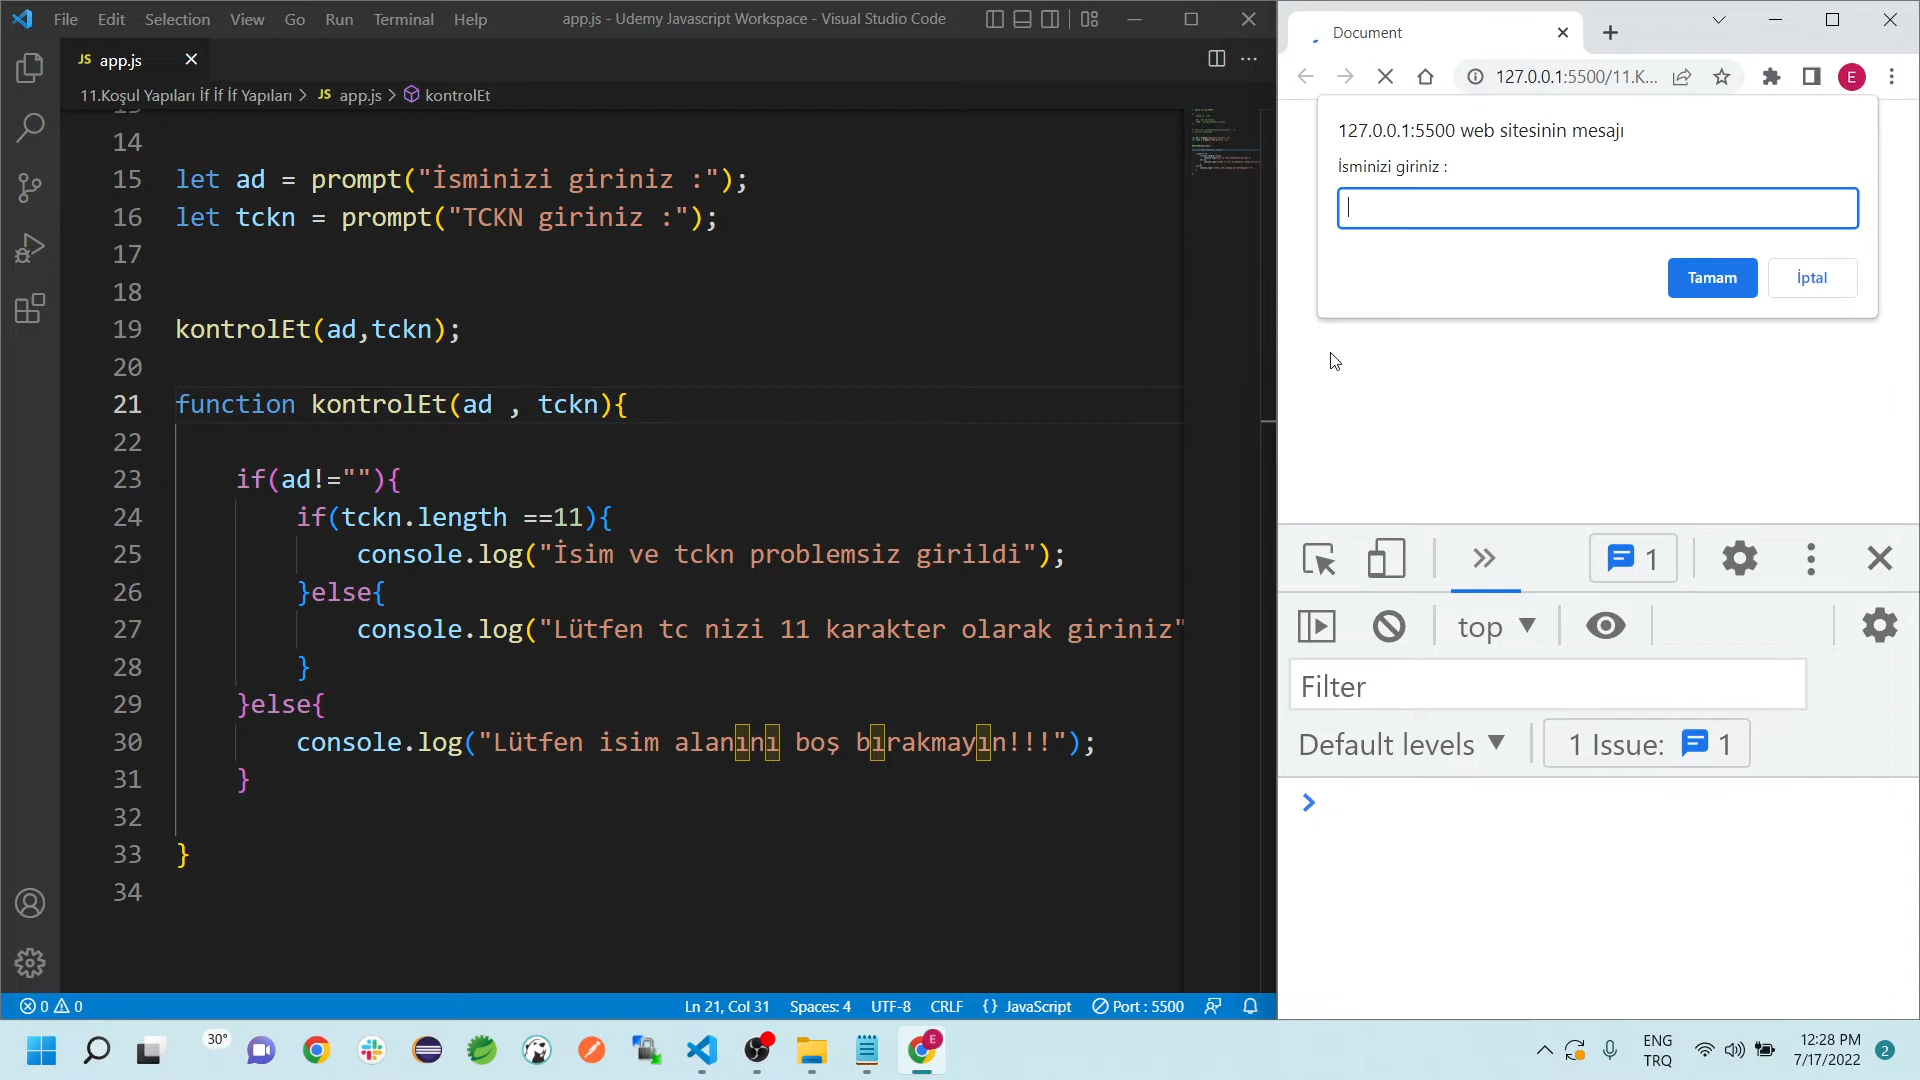 File Edit Selection View Go Run Terminal Help
app.js - Udemy Javascript Workspace - Visual Studio Code
JS app.js
11.Koşul Yapıları İf İf İf Yapıları > JS app.js > kontrolEt
14
15 let ad = prompt("İsminizi giriniz :");
16 let tckn = prompt("TCKN giriniz :");
17
18
19 kontrolEt(ad,tckn);
20
21 function kontrolEt(ad , tckn){
22
23 if(ad!=""){
24 if(tckn.length ==11){
25 console.log("İsim ve tckn problemsiz girildi");
26 }else{
27 console.log("Lütfen tc nizi 11 karakter olarak giriniz"
28 }
29 }else{
30 console.log("Lütfen isim alanını boş bırakmayın!!!");
31 }
32
33 }
34
0 0
Ln 21, Col 31 Spaces: 4 UTF-8 CRLF {} JavaScript Port : 5500
Document
127.0.0.1:5500/11.K... E
127.0.0.1:5500 web sitesinin mesajı
İsminizi giriniz :
Tamam İptal
1
top
Filter
Default levels 1 Issue: 1
30°
E
ENG
TRQ
12:28 PM
7/17/2022
2